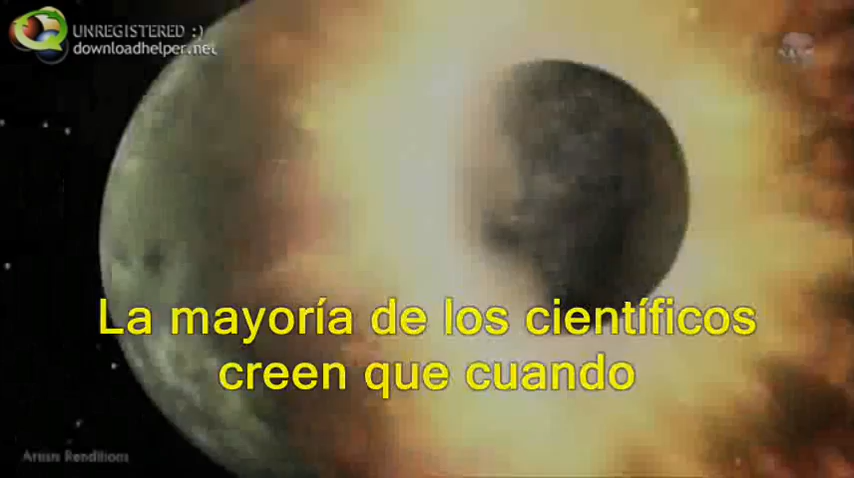 UNREGISTERED :)
downloadhelper.net
La mayoría de los científicos
creen que cuando
Artists Renditions